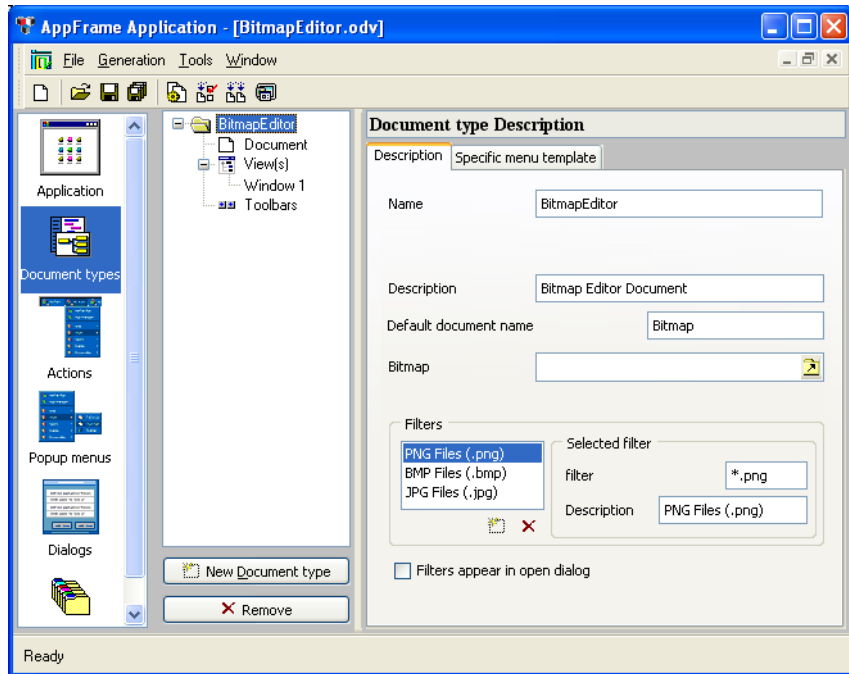 AppFrame Application - [BitmapEditor.odv]
File Generation Tools Window
Application
Document types
Actions
Popup menus
Dialogs
BitmapEditor
Document
View(s)
Window 1
Toolbars
New Document type
Remove
Document type Description
Description Specific menu template
Name BitmapEditor
Description Bitmap Editor Document
Default document name Bitmap
Bitmap
Filters
PNG Files (.png)
BMP Files (.bmp)
JPG Files (.jpg)
Selected filter
filter *.png
Description PNG Files (.png)
Filters appear in open dialog
Ready